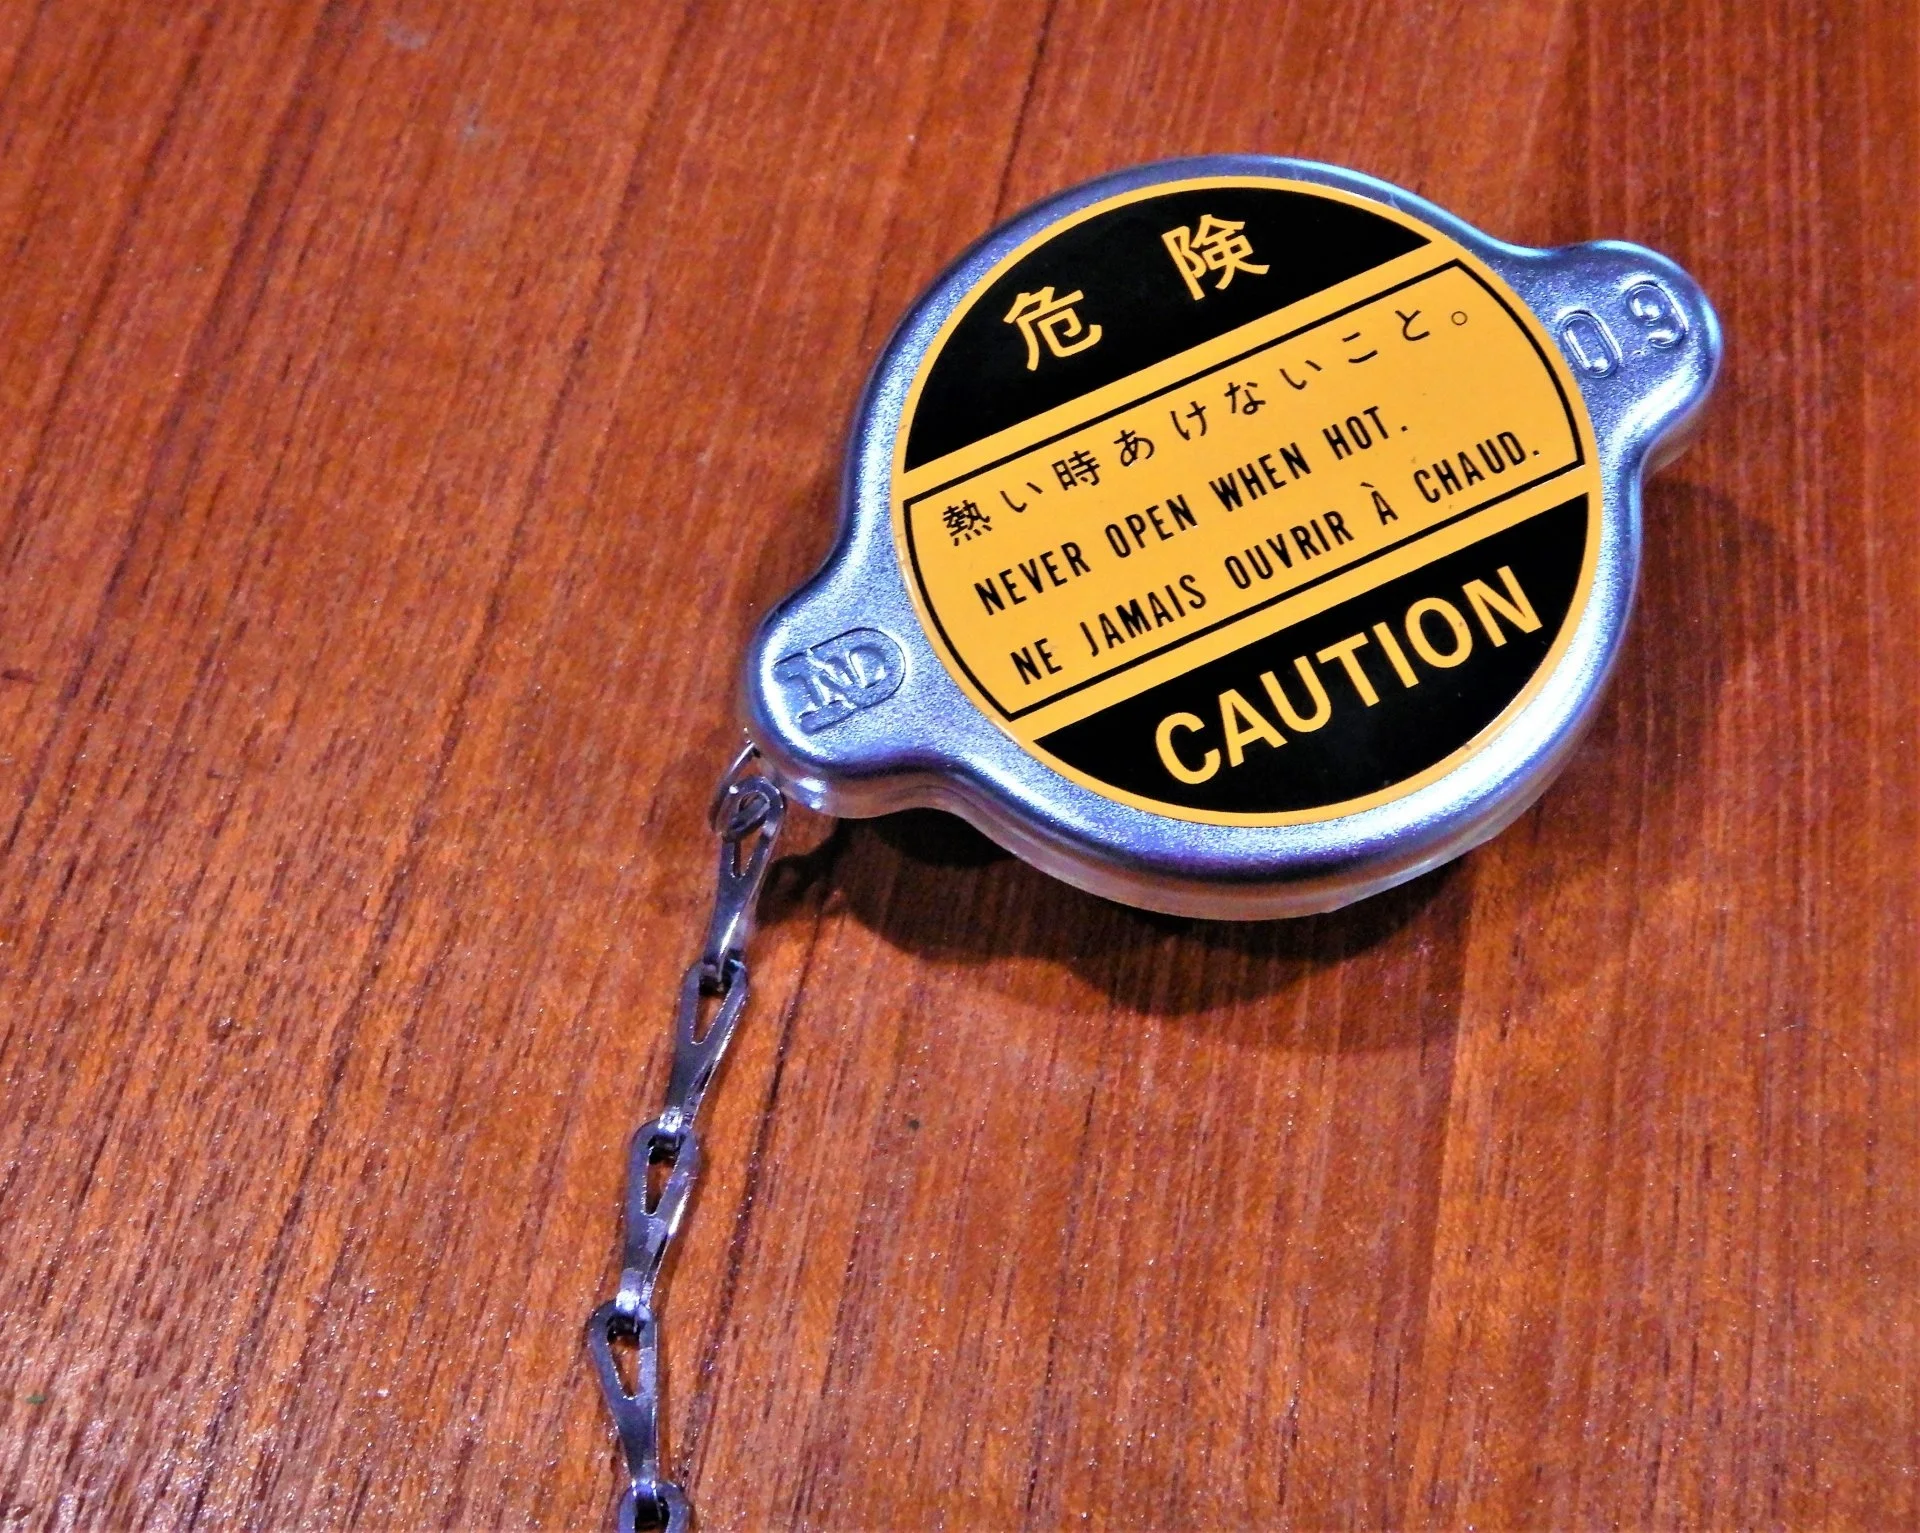 危険
熱い時あけないこと。
NEVER OPEN WHEN HOT.
NE JAMAIS OUVRIR À CHAUD.
CAUTION
ND
0.9